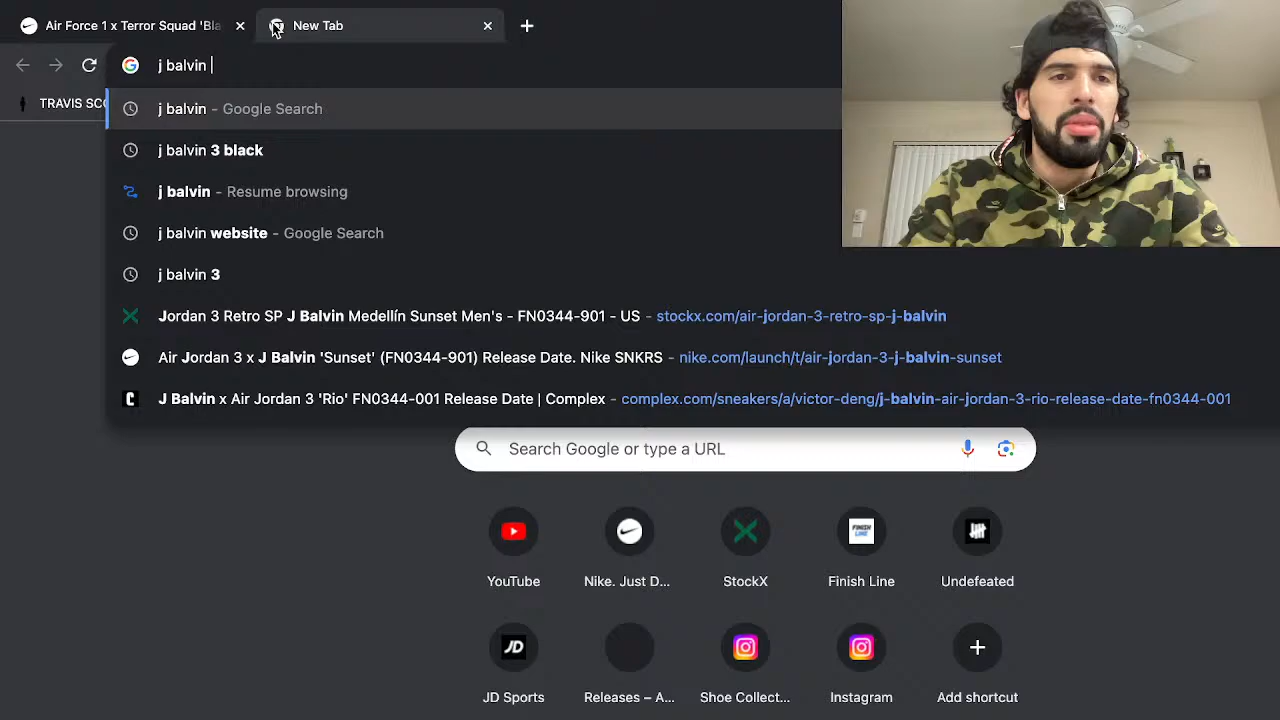 Air Force 1 x Terror Squad 'Bla
New Tab
j balvin
TRAVIS SCO
j balvin - Google Search
j balvin 3 black
j balvin - Resume browsing
j balvin website - Google Search
j balvin 3
Jordan 3 Retro SP J Balvin Medellín Sunset Men's - FN0344-901 - US - stockx.com/air-jordan-3-retro-sp-j-balvin
Air Jordan 3 x J Balvin 'Sunset' (FN0344-901) Release Date. Nike SNKRS - nike.com/launch/t/air-jordan-3-j-balvin-sunset
J Balvin x Air Jordan 3 'Rio' FN0344-001 Release Date | Complex - complex.com/sneakers/a/victor-deng/j-balvin-air-jordan-3-rio-release-date-fn0344-001
Search Google or type a URL
FINISH
LINE
YouTube
Nike. Just D...
StockX
Finish Line
Undefeated
JD
JD Sports
Releases – A...
Shoe Collect...
Instagram
Add shortcut